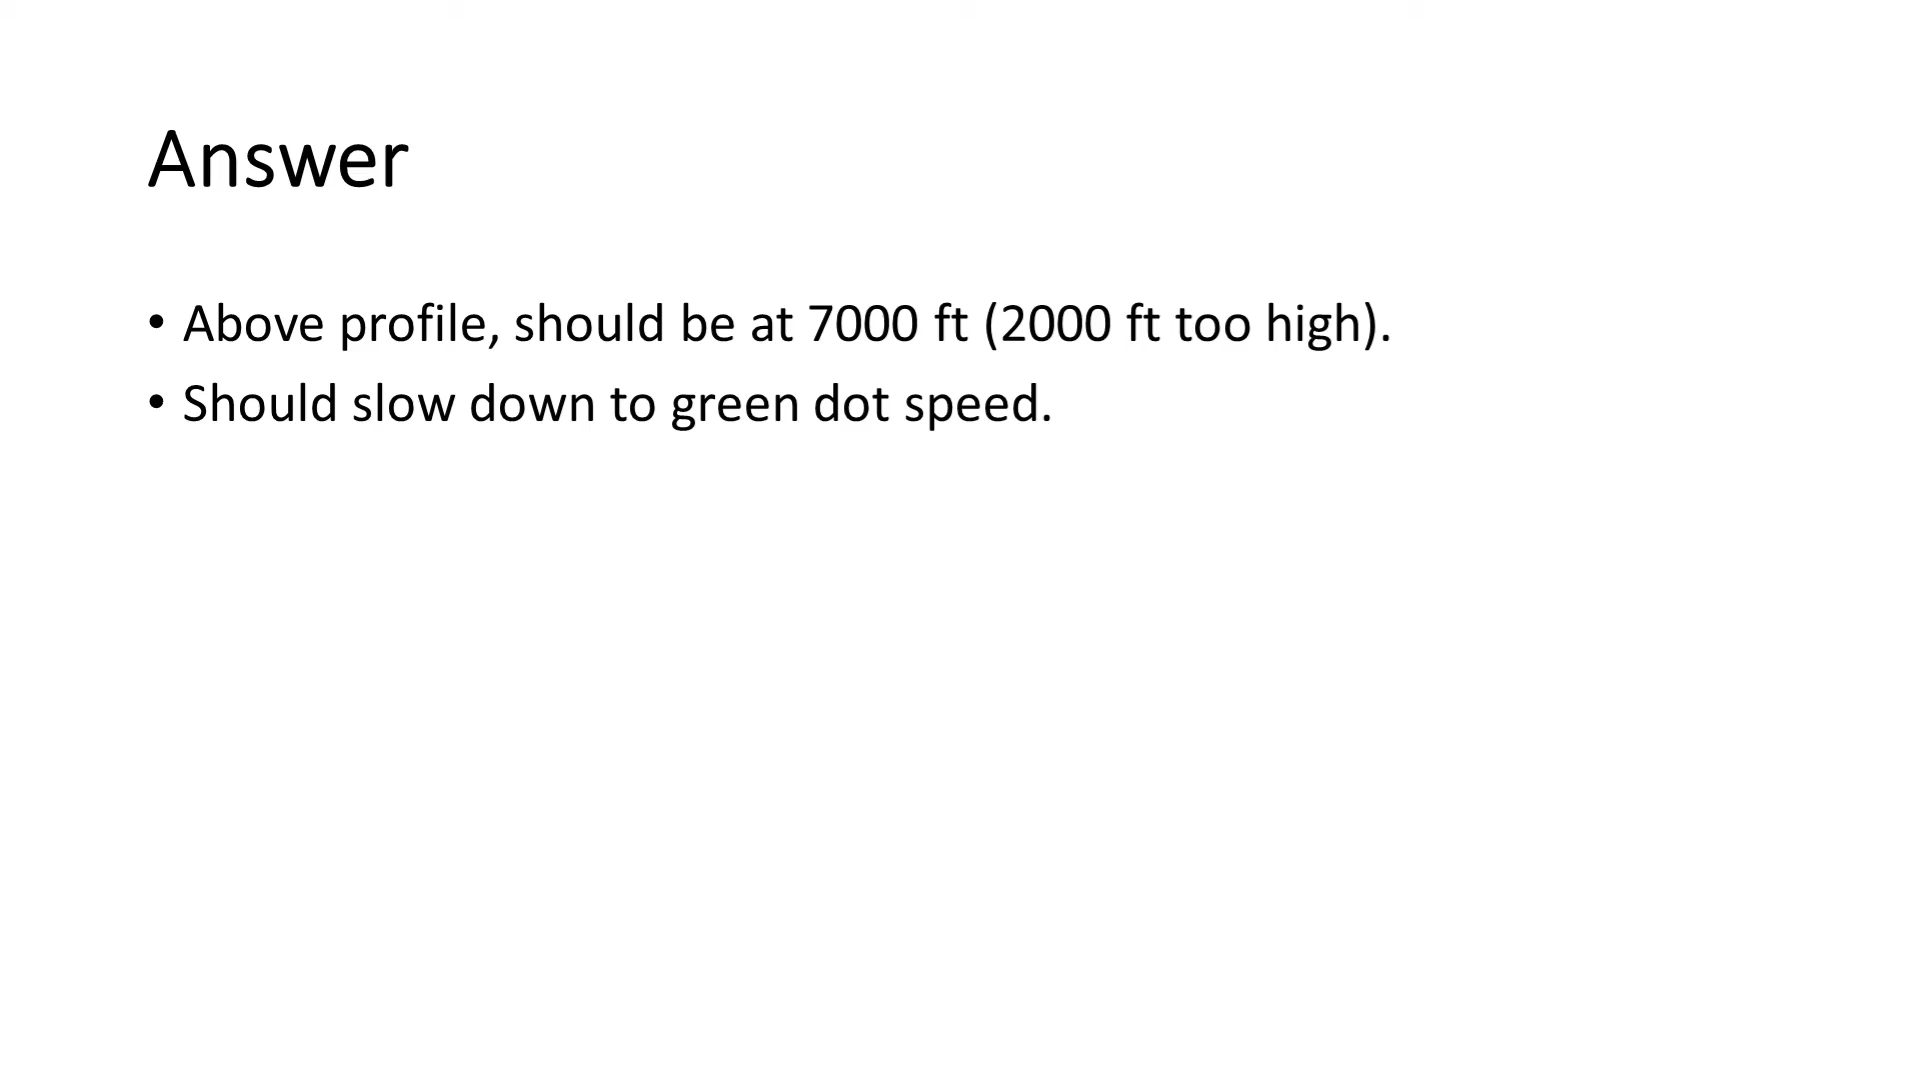 Answer
• Above profile, should be at 7000 ft (2000 ft too high).
• Should slow down to green dot speed.